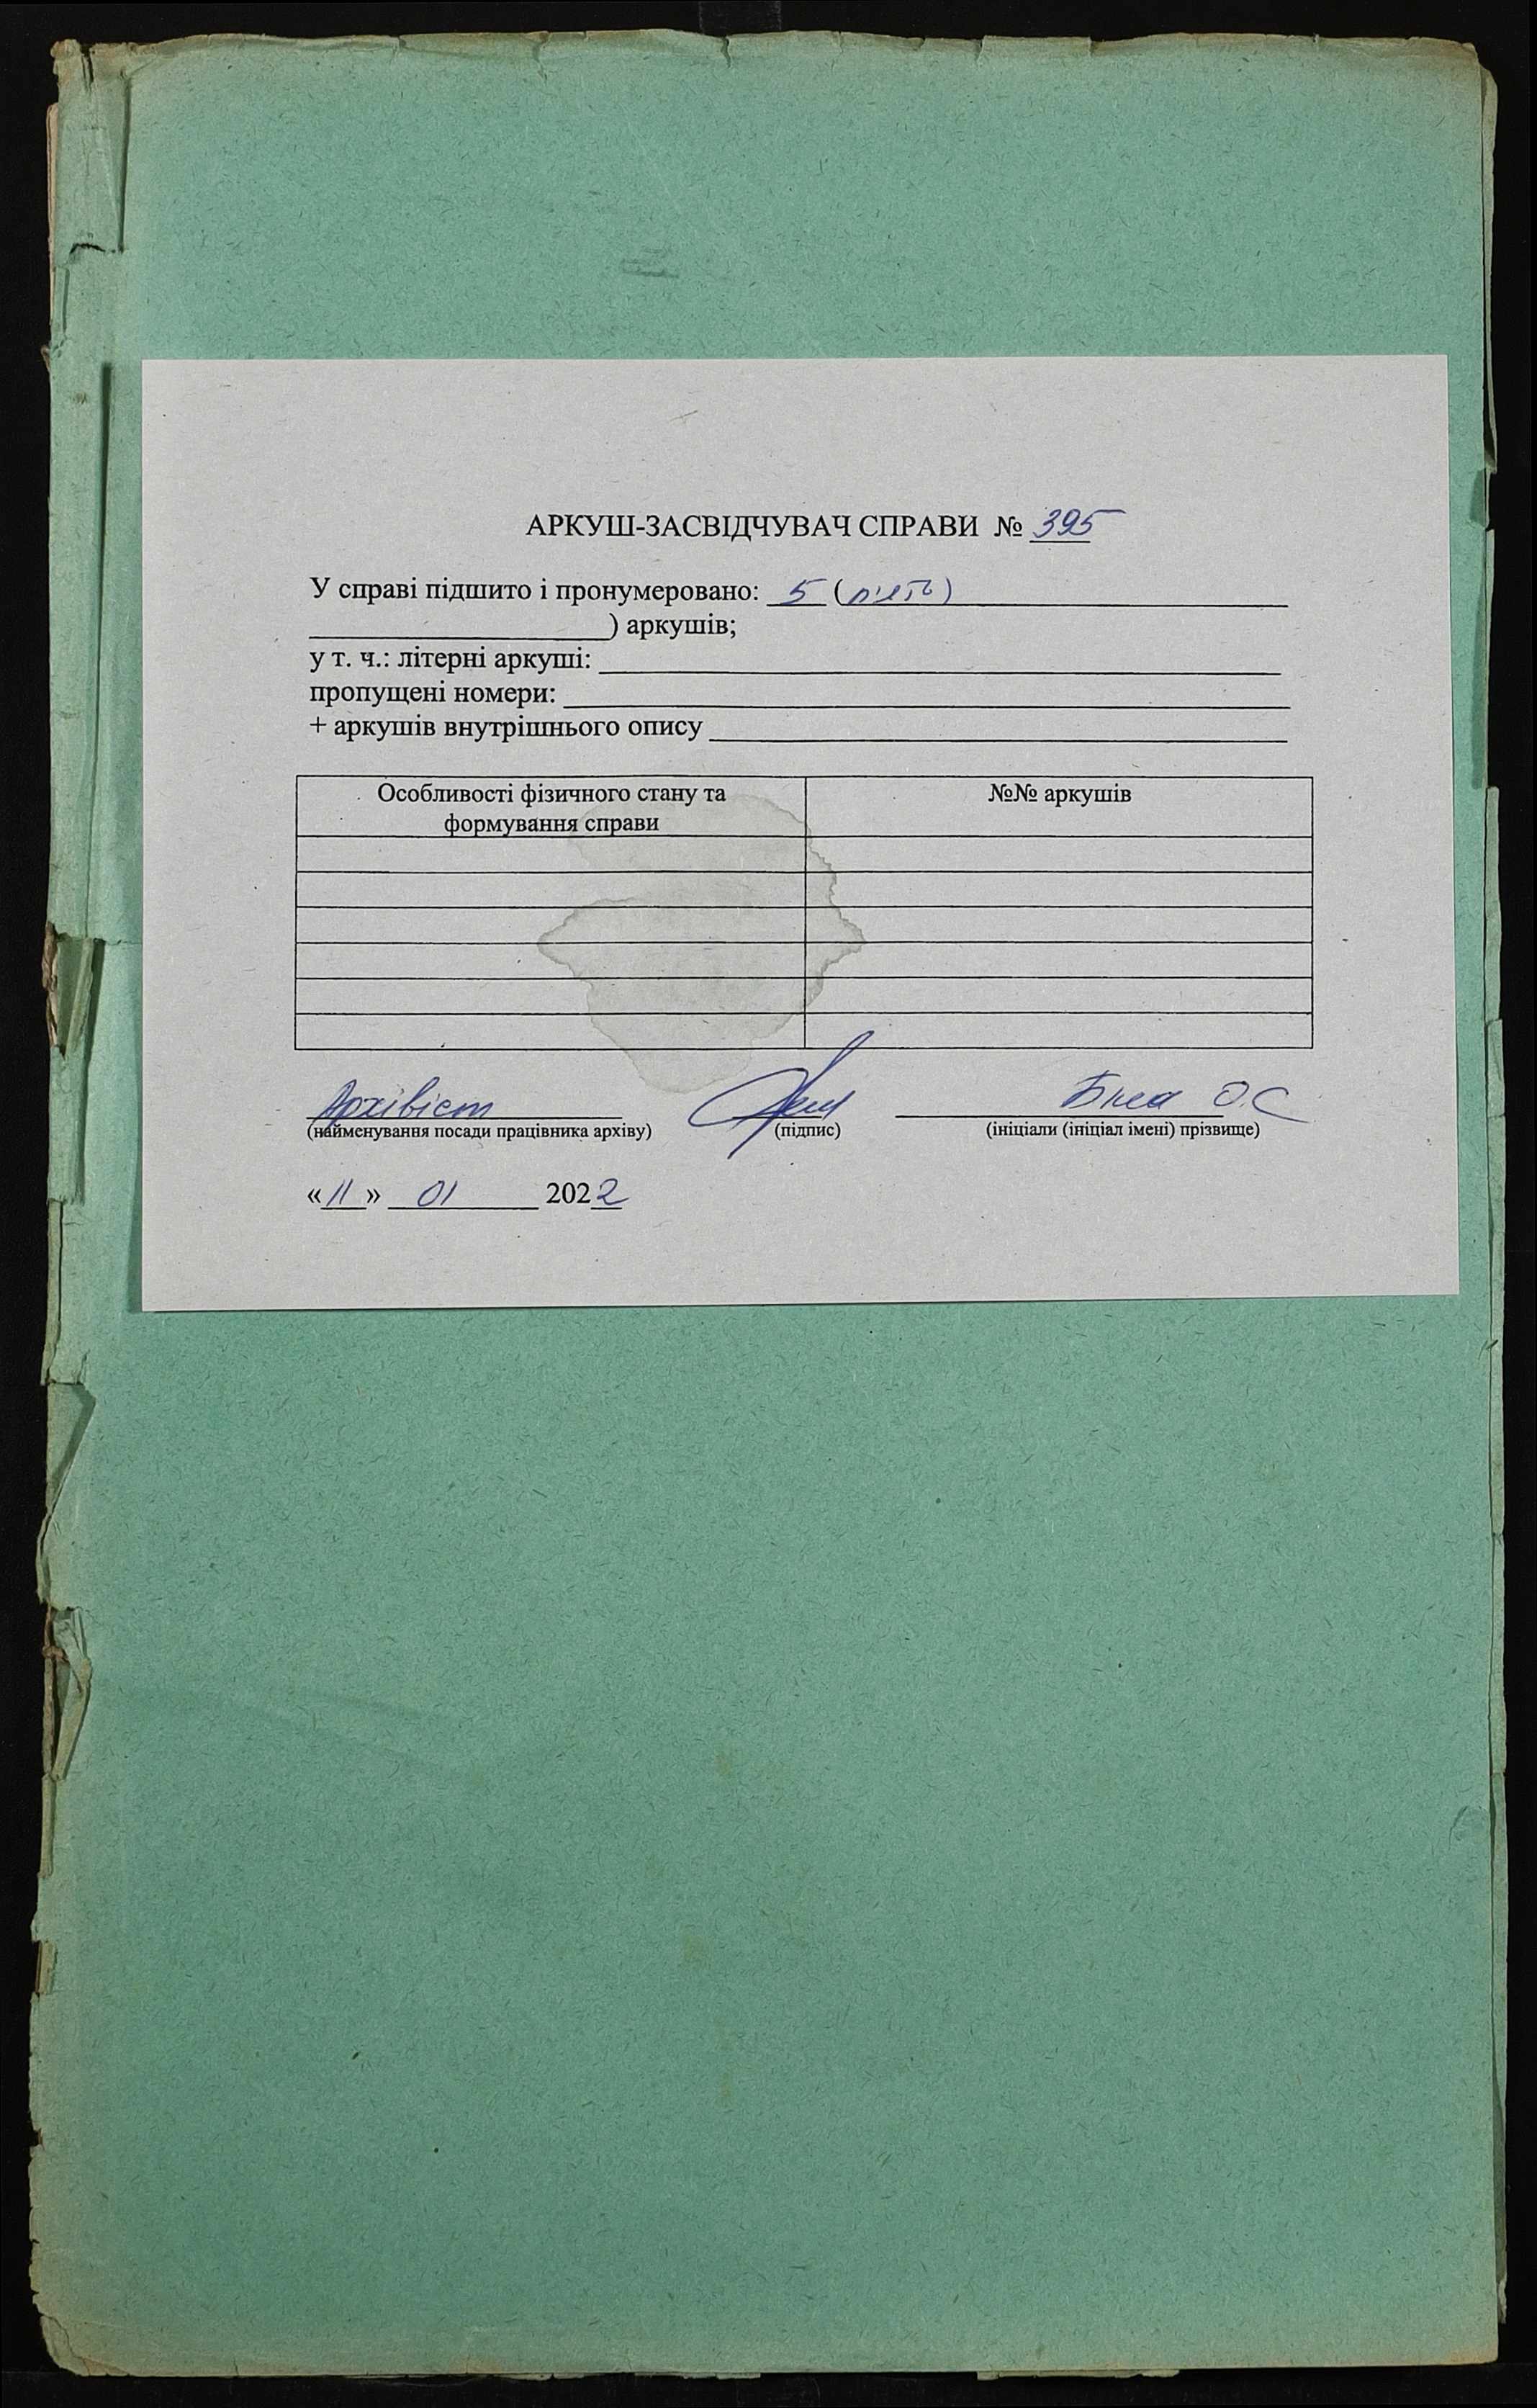 АРКУШ-ЗАСВІДЧУВАЧ СПРАВИ № 395
У справі підшито і пронумеровано: 5 (п'ять)
) аркушів;
у т. ч.: літерні аркуші:
пропущені номери:
+ аркушів внутрішнього опису
Особливості фізичного стану та
формування справи
№№ аркушів
Архівіст
О.С
(найменування посади працівника архіву) (підпис) (ініціали (ініціал імені) прізвище)
«11» 01 2022